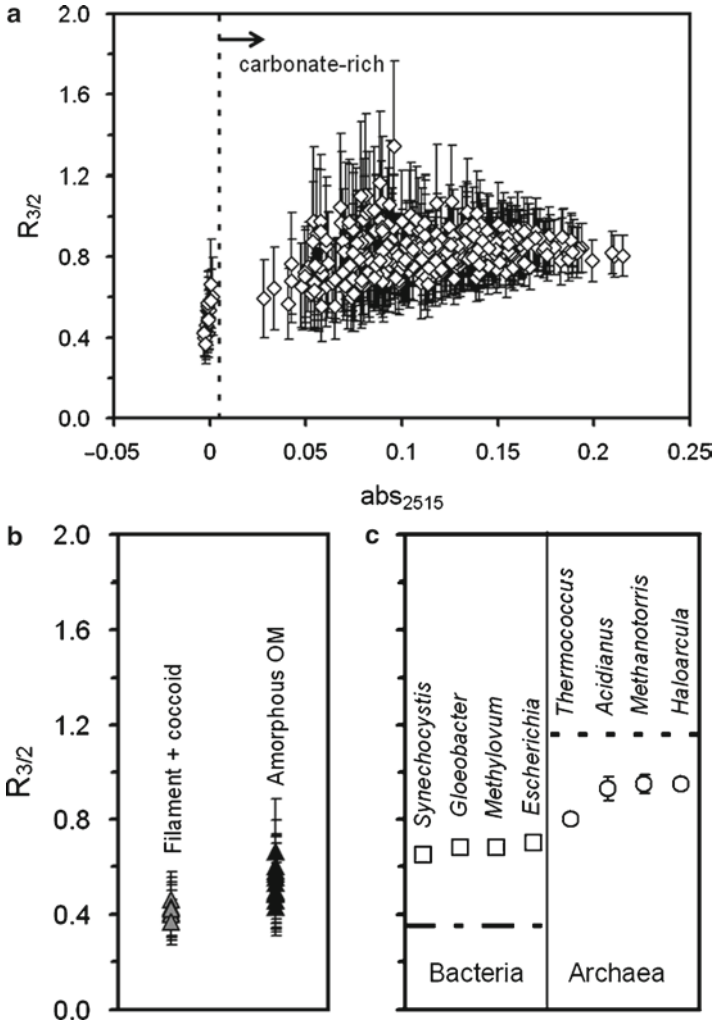 a
2.0
1.6
1.2
0.8
0.4
0.0
R3/2
carbonate-rich
−0.05
0
0.05
0.1
0.15
0.2
0.25
abs2515
b
2.0
1.6
1.2
0.8
0.4
0.0
R3/2
Filament + coccoid
Amorphous OM
c
Synechocystis
Gloeobacter
Methylovum
Escherichia
Thermococcus
Acidianus
Methanotorris
Haloarcula
Bacteria
Archaea